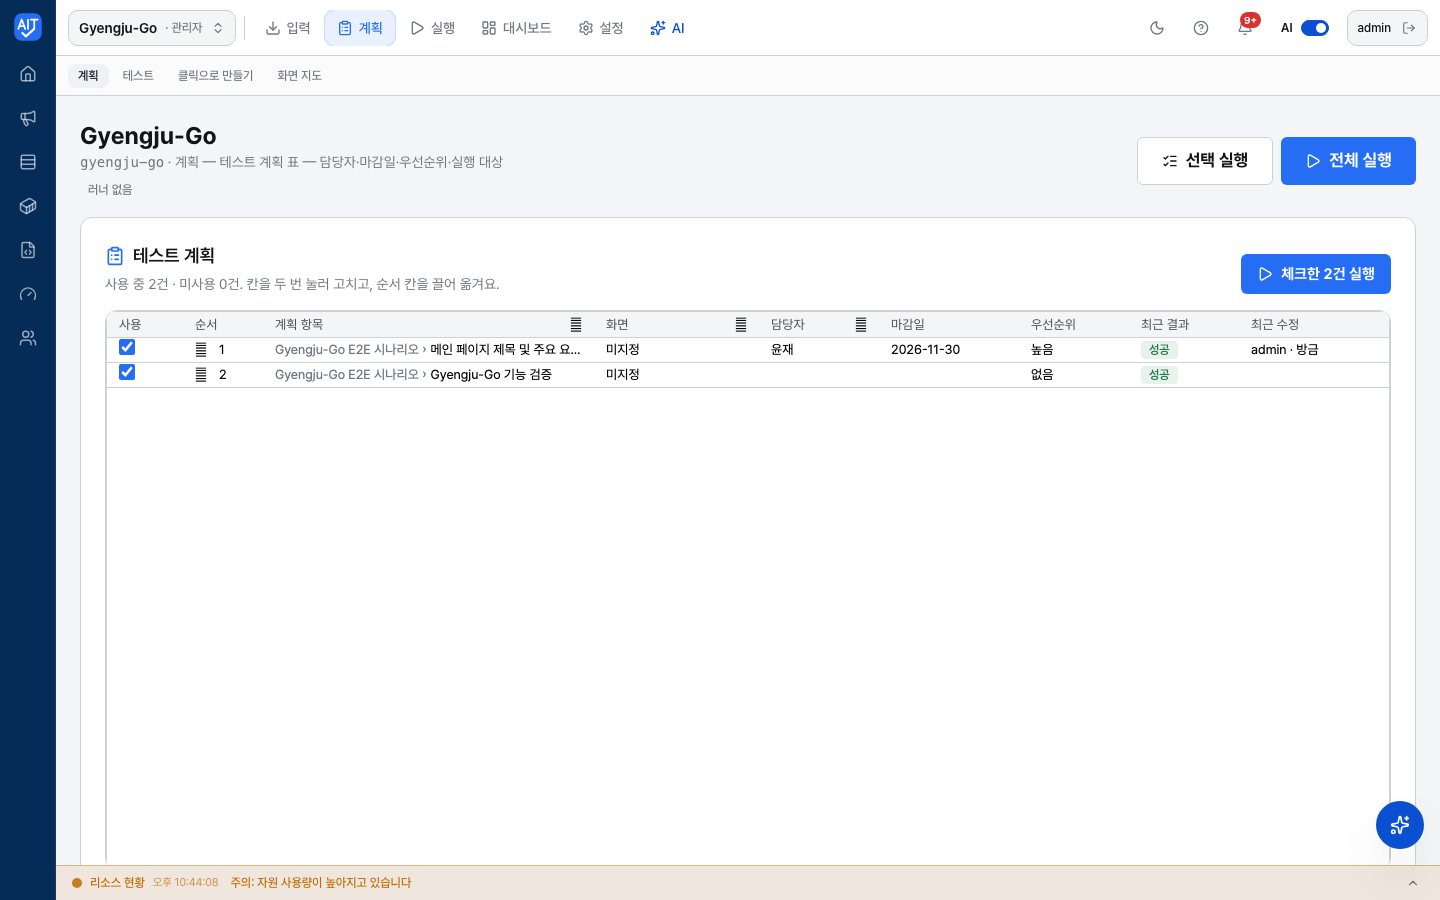 AIT
Gyengju-Go · 관리자
입력
계획
실행
대시보드
설정
AI
9+
AI
admin
계획
테스트
클릭으로 만들기
화면 지도
Gyengju-Go
gyengju-go · 계획 — 테스트 계획 표 — 담당자·마감일·우선순위·실행 대상
러너 없음
선택 실행
전체 실행
테스트 계획
사용 중 2건 · 미사용 0건. 칸을 두 번 눌러 고치고, 순서 칸을 끌어 옮겨요.
체크한 2건 실행
사용 순서 계획 항목 화면 담당자 마감일 우선순위 최근 결과 최근 수정
1 Gyengju-Go E2E 시나리오 › 메인 페이지 제목 및 주요 요... 미지정 윤재 2026-11-30 높음 성공 admin · 방금
2 Gyengju-Go E2E 시나리오 › Gyengju-Go 기능 검증 미지정 없음 성공
리소스 현황 오후 10:44:08 주의: 자원 사용량이 높아지고 있습니다